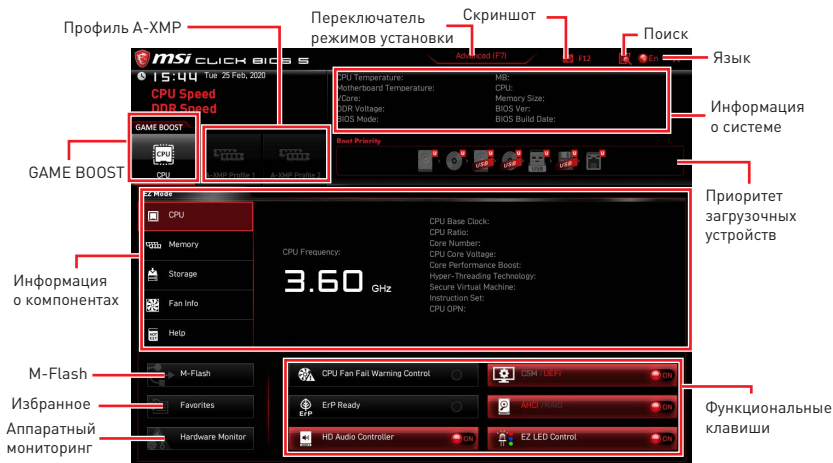 Профиль A-XMP
Переключатель
режимов установки
Скриншот
Поиск
Язык
msi CLICK BIOS 5
Advanced (F7)
F12
En
15:44 Tue 25 Feb, 2020
CPU Speed
DDR Speed
CPU Temperature:
Motherboard Temperature:
VCore:
DDR Voltage:
BIOS Mode:
MB:
CPU:
Memory Size:
BIOS Ver:
BIOS Build Date:
Информация
о системе
GAME BOOST
CPU
CPU
A-XMP Profile 1
A-XMP Profile 2
Boot Priority
U
U
USB U
USB U
USB U
USB U
U
GAME BOOST
Приоритет
загрузочных
устройств
EZ Mode
CPU
Memory
Storage
Fan Info
Help
CPU Frequency:
3.60 GHz
CPU Base Clock:
CPU Ratio:
Core Number:
CPU Core Voltage:
Core Performance Boost:
Hyper-Threading Technology:
Secure Virtual Machine:
Instruction Set:
CPU OPN:
Информация
о компонентах
M-Flash
Избранное
Аппаратный
мониторинг
M-Flash
Favorites
Hardware Monitor
CPU Fan Fail Warning Control
ErP
ErP Ready
HD Audio Controller
ON
CSM /UEFI
ON
AHCI /RAID
ON
EZ LED Control
ON
Функциональные
клавиши